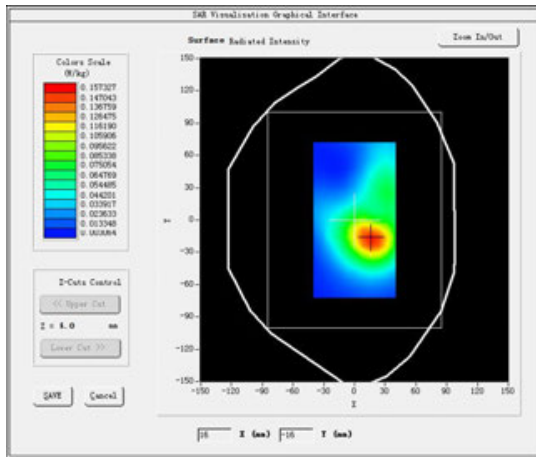 SAR Visualisation Graphical Interface
Surface Radiated Intensity
Zoom In/Out
Colors Scale
(W/kg)
0.157327
0.147043
0.136759
0.126475
0.116190
0.105906
0.095622
0.085338
0.075054
0.064769
0.054485
0.044201
0.033917
0.023633
0.013348
0.003064
150
120
90
60
30
0
-30
-60
-90
-120
-150
Y
-150 -120 -90 -60 -30 0 30 60 90 120 150
X
Z-Cuts Control
<< Upper Cut
Z = 4.0 mm
Lower Cut >>
SAVE Cancel
16 X (mm) -16 Y (mm)